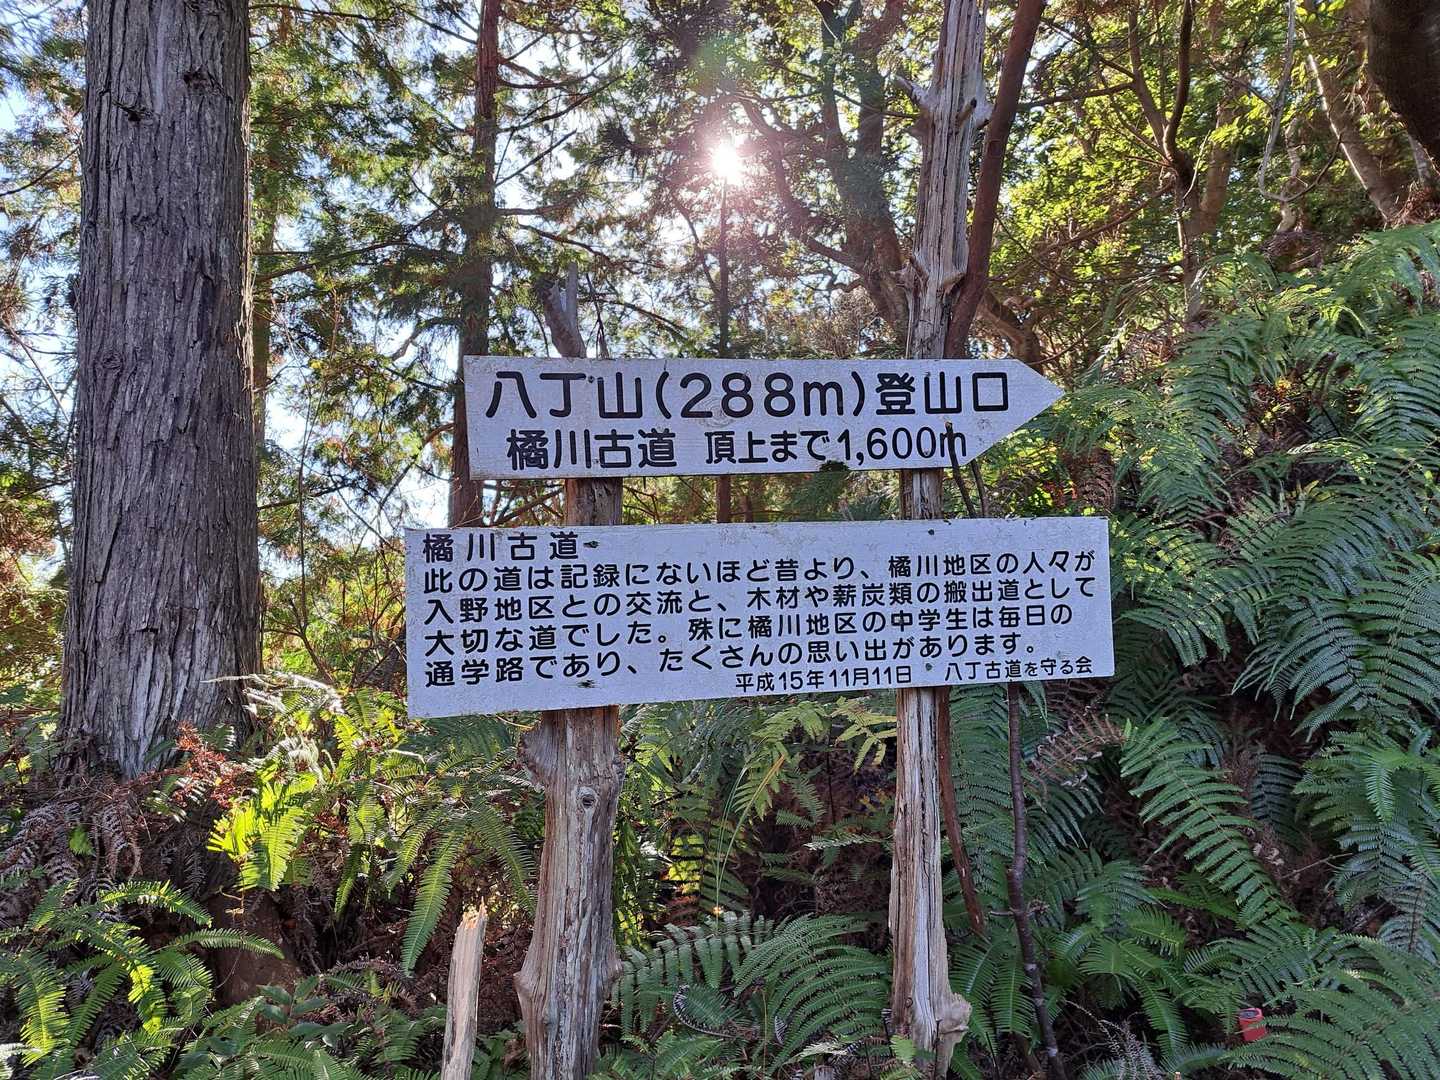 八丁山(288m)登山口
橘川古道 頂上まで1,600m
橘川古道
此の道は記録にないほど昔より、橘川地区の人々が
入野地区との交流と、木材や薪炭類の搬出道として
大切な道でした。殊に橘川地区の中学生は毎日の
通学路であり、たくさんの思い出があります。
平成15年11月11日 八丁古道を守る会